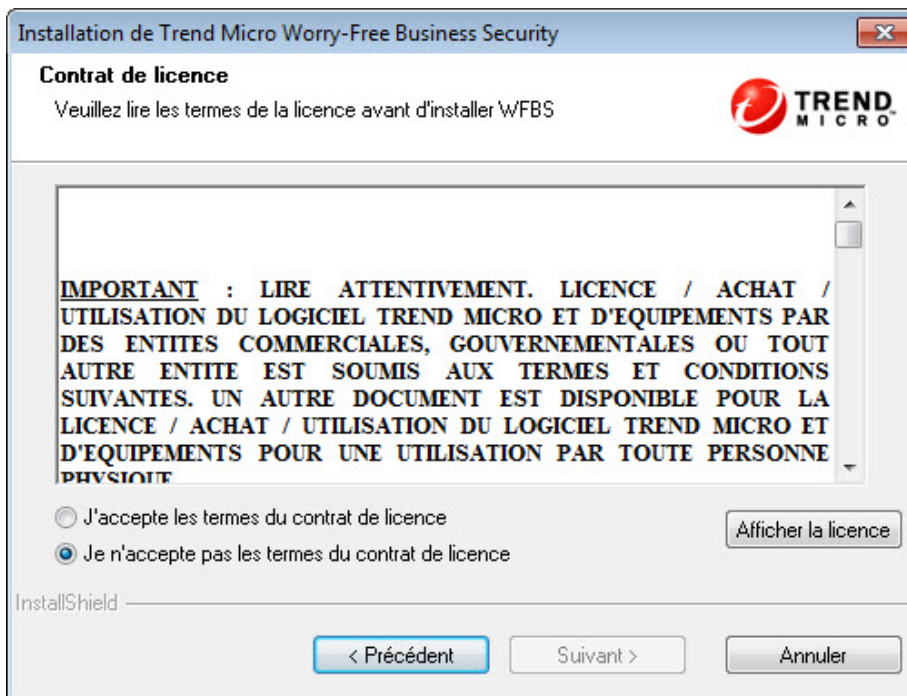 Installation de Trend Micro Worry-Free Business Security
Contrat de licence
Veuillez lire les termes de la licence avant d'installer WFBS
TREND
MICRO™
IMPORTANT : LIRE ATTENTIVEMENT. LICENCE / ACHAT /
UTILISATION DU LOGICIEL TREND MICRO ET D'EQUIPEMENTS PAR
DES ENTITES COMMERCIALES, GOUVERNEMENTALES OU TOUT
AUTRE ENTITE EST SOUMIS AUX TERMES ET CONDITIONS
SUIVANTES. UN AUTRE DOCUMENT EST DISPONIBLE POUR LA
LICENCE / ACHAT / UTILISATION DU LOGICIEL TREND MICRO ET
D'EQUIPEMENTS POUR UNE UTILISATION PAR TOUTE PERSONNE
PHYSIQUE
J'accepte les termes du contrat de licence
Je n'accepte pas les termes du contrat de licence
Afficher la licence
InstallShield
< Précédent
Suivant >
Annuler